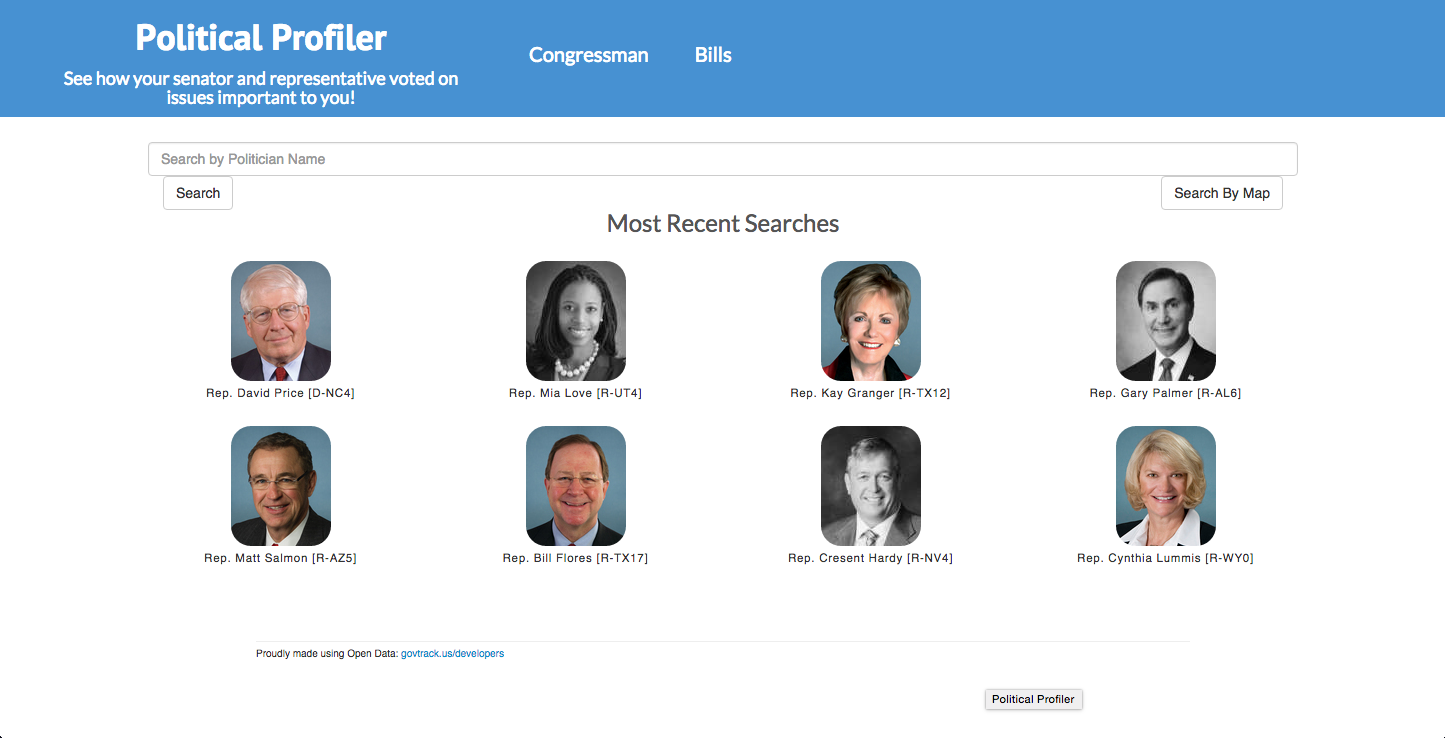 Political Profiler
See how your senator and representative voted on
issues important to you!
Congressman
Bills
Search by Politician Name
Search
Search By Map
Most Recent Searches
Rep. David Price [D-NC4]
Rep. Mia Love [R-UT4]
Rep. Kay Granger [R-TX12]
Rep. Gary Palmer [R-AL6]
Rep. Matt Salmon [R-AZ5]
Rep. Bill Flores [R-TX17]
Rep. Cresent Hardy [R-NV4]
Rep. Cynthia Lummis [R-WY0]
Proudly made using Open Data: govtrack.us/developers
Political Profiler